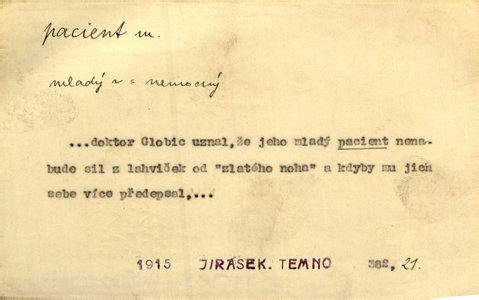 pacient m.
mladý ~ = nemocný
...doktor Globic uznal,že jeho mladý pacient nena-
bude sil z lahviček od "zlatého noha" a kdyby mu jich
sebe více předepsal,...
1915 JIRÁSEK. TEMNO 382, 21.